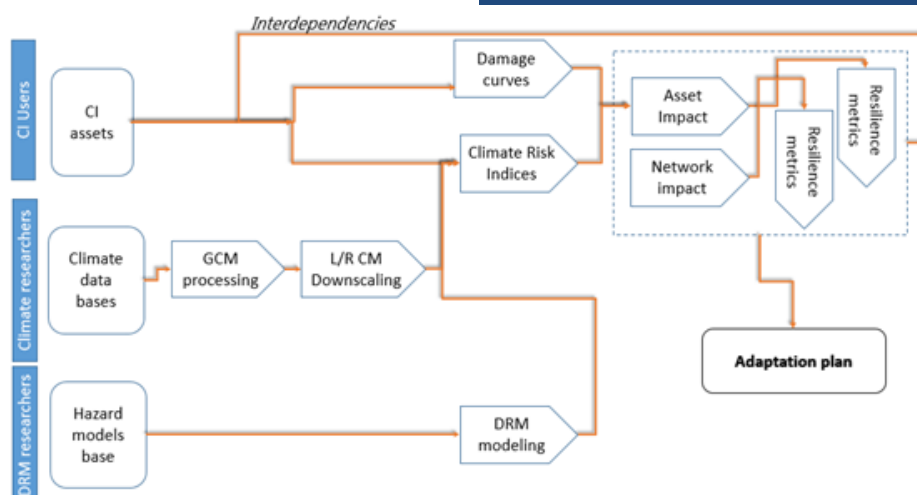 Interdependencies
CI Users
CI
assets
Damage
curves
Climate Risk
Indices
Asset
Impact
Network
impact
Resilience
metrics
Resilience
metrics
Climate researchers
Climate
data
bases
GCM
processing
L/R CM
Downscaling
Adaptation plan
DRM researchers
Hazard
models
base
DRM
modeling